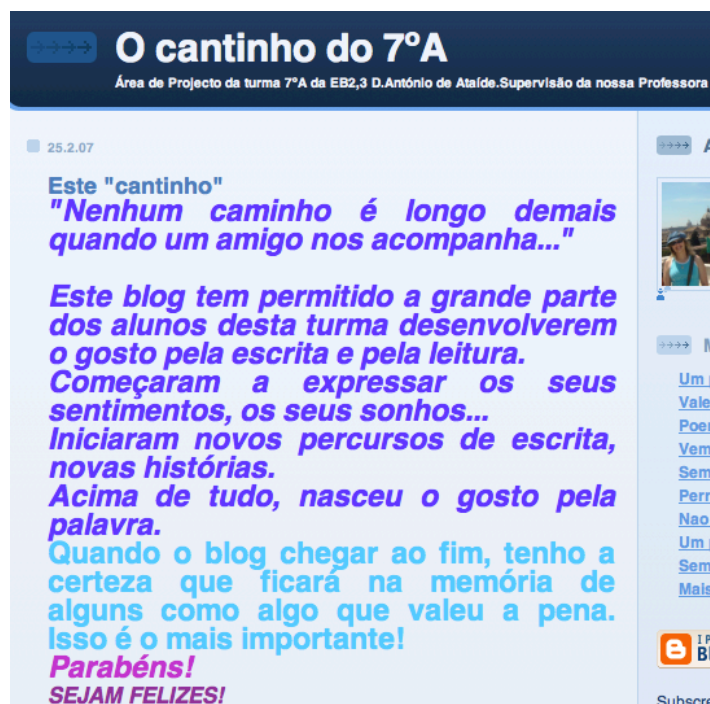 O cantinho do 7ºA
Área de Projecto da turma 7ºA da EB2,3 D.António de Ataíde.Supervisão da nossa Professora
25.2.07
Este "cantinho"
"Nenhum caminho é longo demais
quando um amigo nos acompanha..."
Este blog tem permitido a grande parte
dos alunos desta turma desenvolverem
o gosto pela escrita e pela leitura.
Começaram a expressar os seus
sentimentos, os seus sonhos...
Iniciaram novos percursos de escrita,
novas histórias.
Acima de tudo, nasceu o gosto pela
palavra.
Quando o blog chegar ao fim, tenho a
certeza que ficará na memória de
alguns como algo que valeu a pena.
Isso é o mais importante!
Parabéns!
SEJAM FELIZES!
Um
Vale
Poe
Vem
Sem
Per
Nao
Um
Sem
Mais
I P
Bl
Subscre